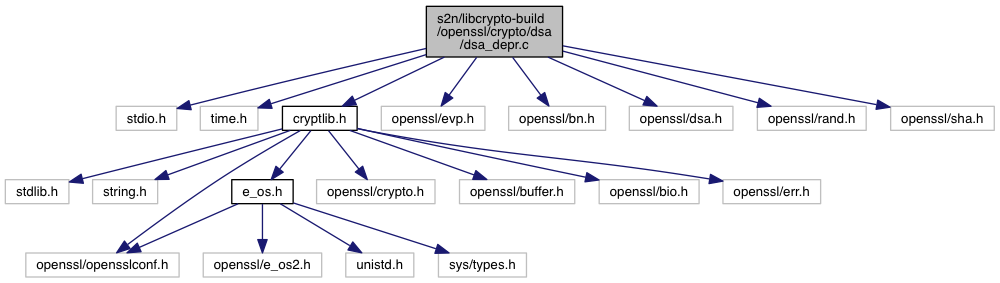 s2n/libcrypto-build
/openssl/crypto/dsa
/dsa_depr.c
stdio.h
time.h
cryptlib.h
openssl/evp.h
openssl/bn.h
openssl/dsa.h
openssl/rand.h
openssl/sha.h
stdlib.h
string.h
e_os.h
openssl/crypto.h
openssl/buffer.h
openssl/bio.h
openssl/err.h
openssl/opensslconf.h
openssl/e_os2.h
unistd.h
sys/types.h